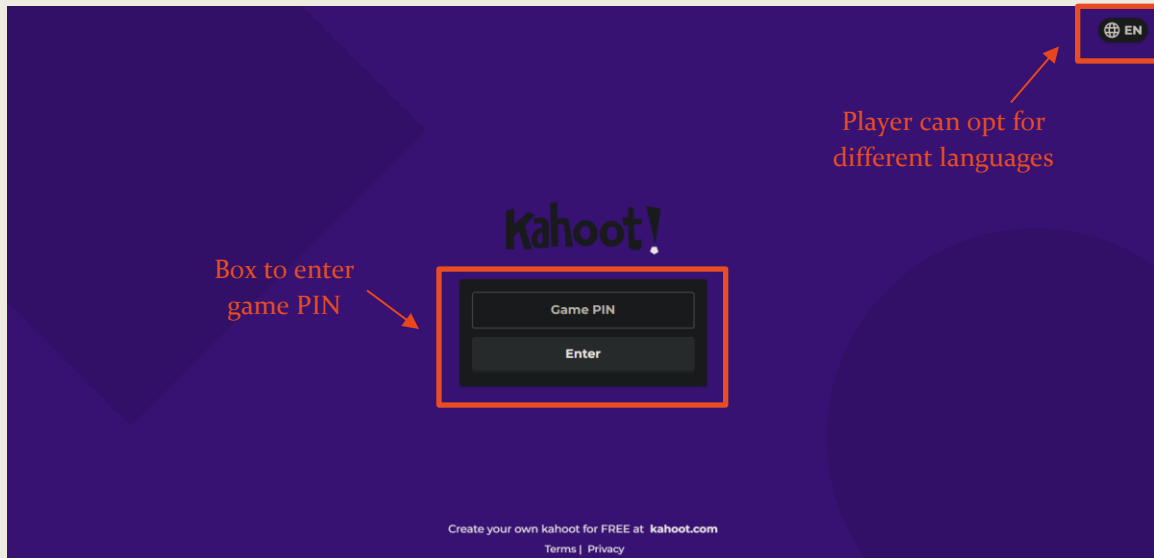 EN
Player can opt for
different languages
Kahoot!
Box to enter
game PIN
Game PIN
Enter
Create your own kahoot for FREE at kahoot.com
Terms | Privacy